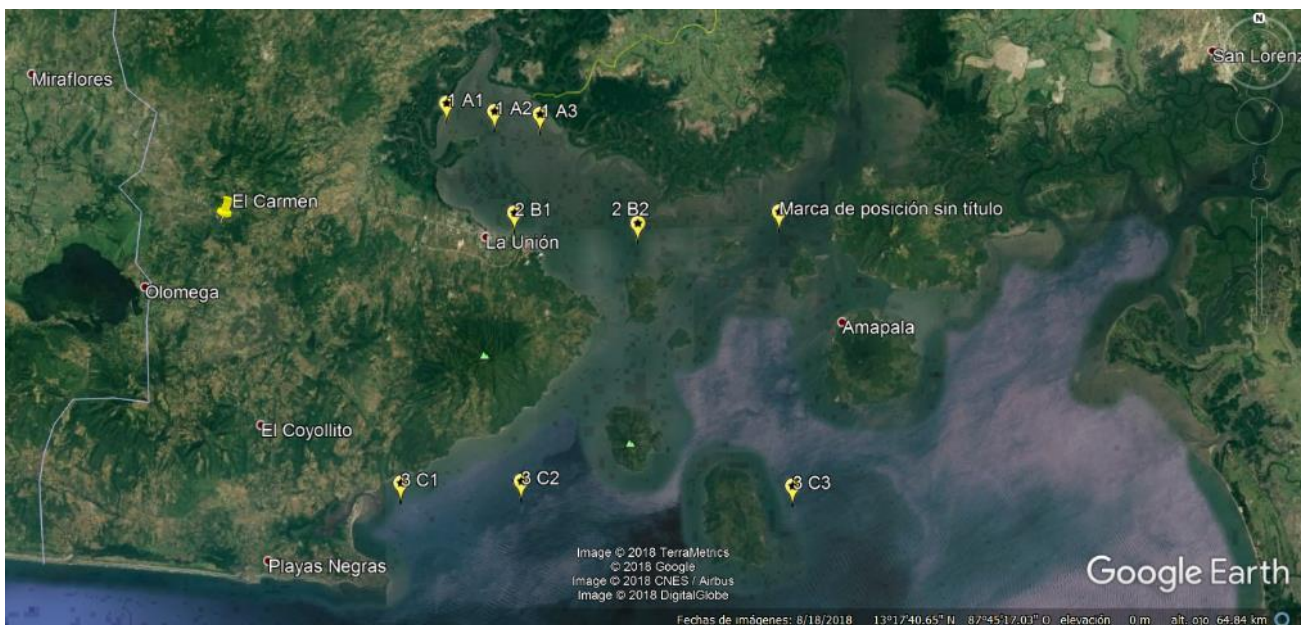 N
San Lorenz
Miraflores
1 A1
1 A2
1 A3
El Carmen
2 B1
2 B2
Marca de posición sin título
La Unión
Olomega
Amapala
El Coyollito
3 C1
3 C2
3 C3
Playas Negras
Image © 2018 TerraMetrics
© 2018 Google
Image © 2018 CNES / Airbus
Image © 2018 DigitalGlobe
Google Earth
Fechas de imágenes: 8/18/2018 13°17'40.65" N 87°45'17.03" O elevación 0 m alt. ojo 64.84 km